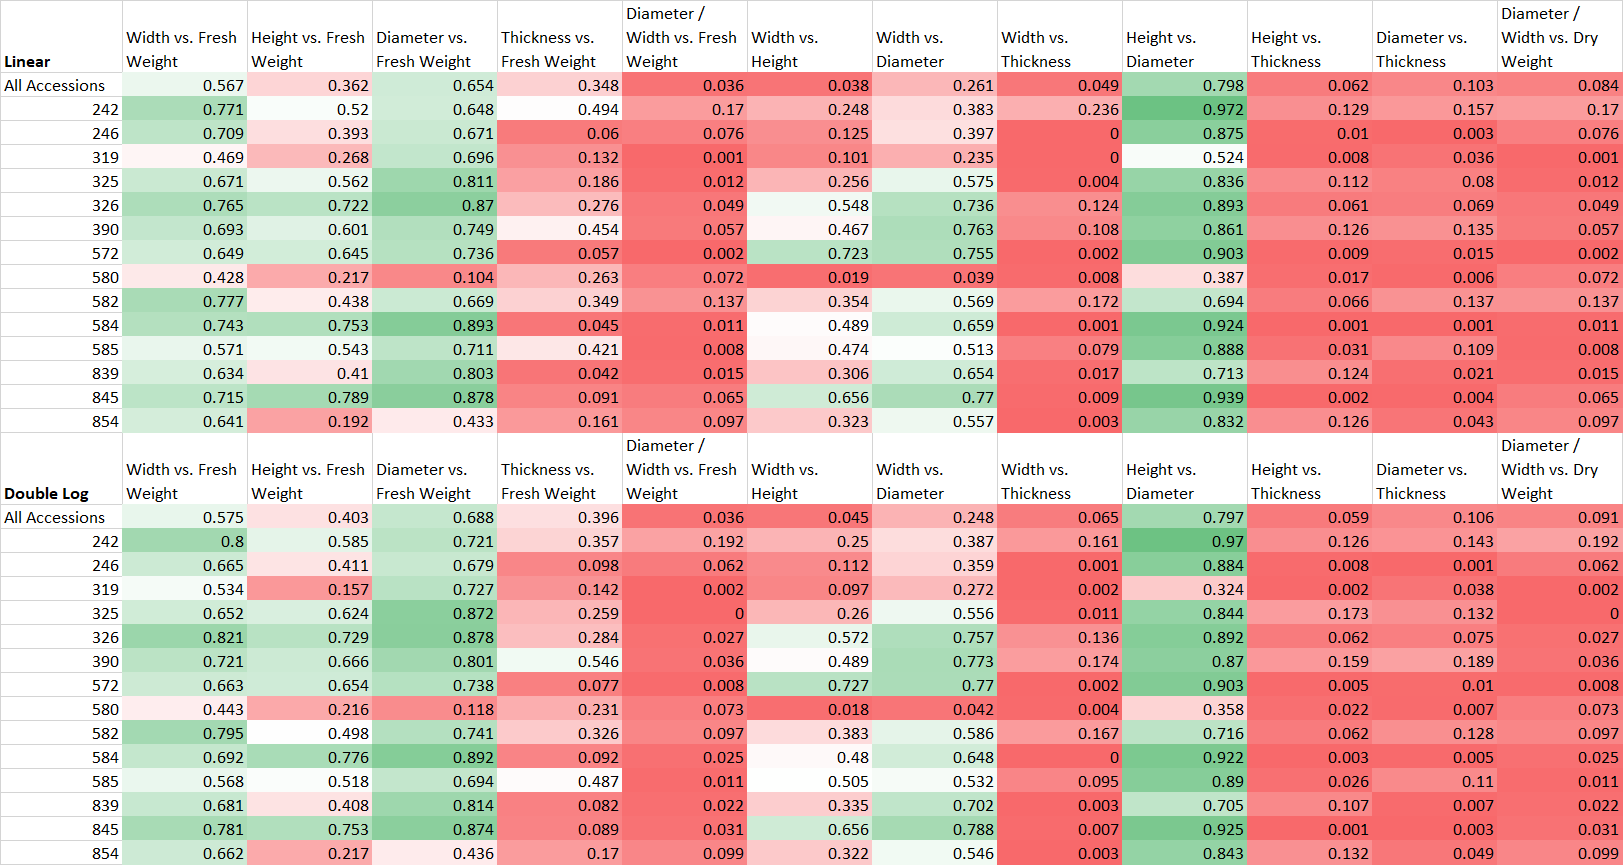 Diameter / Diameter /
Width vs. Fresh Height vs. Fresh Diameter vs. Thickness vs. Width vs. Fresh Width vs. Width vs. Width vs. Height vs. Height vs. Diameter vs. Width vs. Dry
Linear Weight Weight Fresh Weight Fresh Weight Weight Height Diameter Thickness Diameter Thickness Thickness Weight
All Accessions 0.567 0.362 0.654 0.348 0.036 0.038 0.261 0.049 0.798 0.062 0.103 0.084
242 0.771 0.52 0.648 0.494 0.17 0.248 0.383 0.236 0.972 0.129 0.157 0.17
246 0.709 0.393 0.671 0.06 0.076 0.125 0.397 0 0.875 0.01 0.003 0.076
319 0.469 0.268 0.696 0.132 0.001 0.101 0.235 0 0.524 0.008 0.036 0.001
325 0.671 0.562 0.811 0.186 0.012 0.256 0.575 0.004 0.836 0.112 0.08 0.012
326 0.765 0.722 0.87 0.276 0.049 0.548 0.736 0.124 0.893 0.061 0.069 0.049
390 0.693 0.601 0.749 0.454 0.057 0.467 0.763 0.108 0.861 0.126 0.135 0.057
572 0.649 0.645 0.736 0.057 0.002 0.723 0.755 0.002 0.903 0.009 0.015 0.002
580 0.428 0.217 0.104 0.263 0.072 0.019 0.039 0.008 0.387 0.017 0.006 0.072
582 0.777 0.438 0.669 0.349 0.137 0.354 0.569 0.172 0.694 0.066 0.137 0.137
584 0.743 0.753 0.893 0.045 0.011 0.489 0.659 0.001 0.924 0.001 0.001 0.011
585 0.571 0.543 0.711 0.421 0.008 0.474 0.513 0.079 0.888 0.031 0.109 0.008
839 0.634 0.41 0.803 0.042 0.015 0.306 0.654 0.017 0.713 0.124 0.021 0.015
845 0.715 0.789 0.878 0.091 0.065 0.656 0.77 0.009 0.939 0.002 0.004 0.065
854 0.641 0.192 0.433 0.161 0.097 0.323 0.557 0.003 0.832 0.126 0.043 0.097
Diameter / Diameter /
Width vs. Fresh Height vs. Fresh Diameter vs. Thickness vs. Width vs. Fresh Width vs. Width vs. Width vs. Height vs. Height vs. Diameter vs. Width vs. Dry
Double Log Weight Weight Fresh Weight Fresh Weight Weight Height Diameter Thickness Diameter Thickness Thickness Weight
All Accessions 0.575 0.403 0.688 0.396 0.036 0.045 0.248 0.065 0.797 0.059 0.106 0.091
242 0.8 0.585 0.721 0.357 0.192 0.25 0.387 0.161 0.97 0.126 0.143 0.192
246 0.665 0.411 0.679 0.098 0.062 0.112 0.359 0.001 0.884 0.008 0.001 0.062
319 0.534 0.157 0.727 0.142 0.002 0.097 0.272 0.002 0.324 0.002 0.038 0.002
325 0.652 0.624 0.872 0.259 0 0.26 0.556 0.011 0.844 0.173 0.132 0
326 0.821 0.729 0.878 0.284 0.027 0.572 0.757 0.136 0.892 0.062 0.075 0.027
390 0.721 0.666 0.801 0.546 0.036 0.489 0.773 0.174 0.87 0.159 0.189 0.036
572 0.663 0.654 0.738 0.077 0.008 0.727 0.77 0.002 0.903 0.005 0.01 0.008
580 0.443 0.216 0.118 0.231 0.073 0.018 0.042 0.004 0.358 0.022 0.007 0.073
582 0.795 0.498 0.741 0.326 0.097 0.383 0.586 0.167 0.716 0.062 0.128 0.097
584 0.692 0.776 0.892 0.092 0.025 0.48 0.648 0 0.922 0.003 0.005 0.025
585 0.568 0.518 0.694 0.487 0.011 0.505 0.532 0.095 0.89 0.026 0.11 0.011
839 0.681 0.408 0.814 0.082 0.022 0.335 0.702 0.003 0.705 0.107 0.007 0.022
845 0.781 0.753 0.874 0.089 0.031 0.656 0.788 0.007 0.925 0.001 0.003 0.031
854 0.662 0.217 0.436 0.17 0.099 0.322 0.546 0.003 0.843 0.132 0.049 0.099